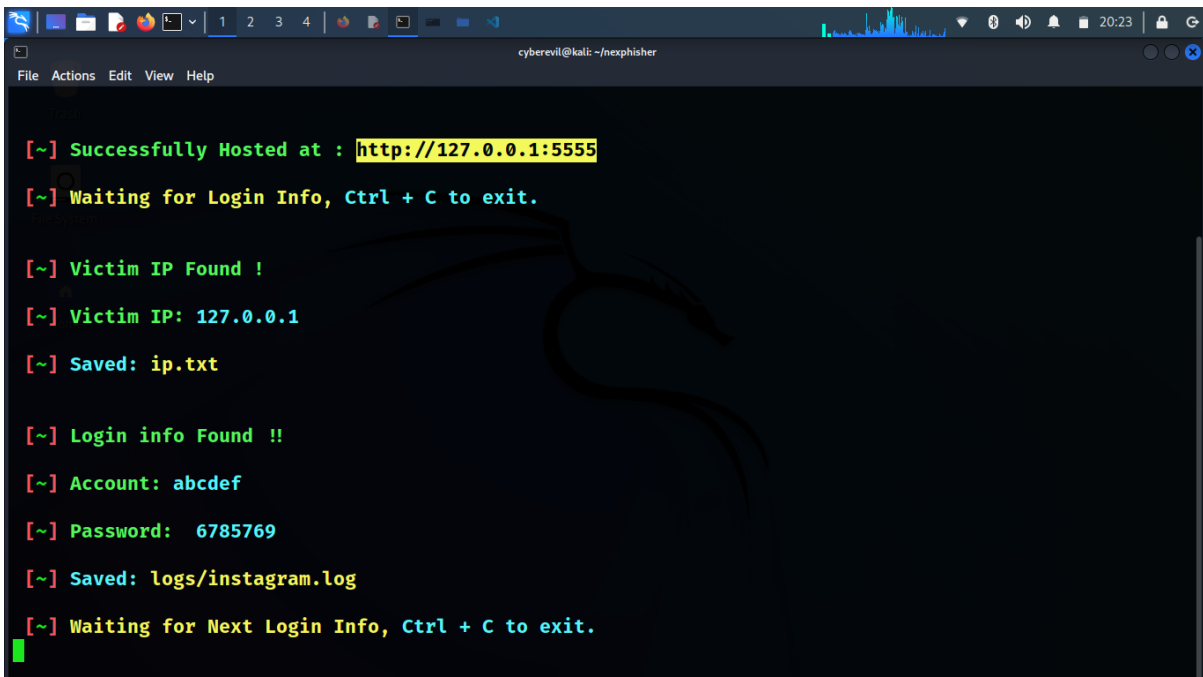 1 2 3 4
20:23
cyberevil@kali: ~/nexphisher
File Actions Edit View Help
[~] Successfully Hosted at : http://127.0.0.1:5555
[~] Waiting for Login Info, Ctrl + C to exit.
[~] Victim IP Found !
[~] Victim IP: 127.0.0.1
[~] Saved: ip.txt
[~] Login info Found !!
[~] Account: abcdef
[~] Password:  6785769
[~] Saved: logs/instagram.log
[~] Waiting for Next Login Info, Ctrl + C to exit.